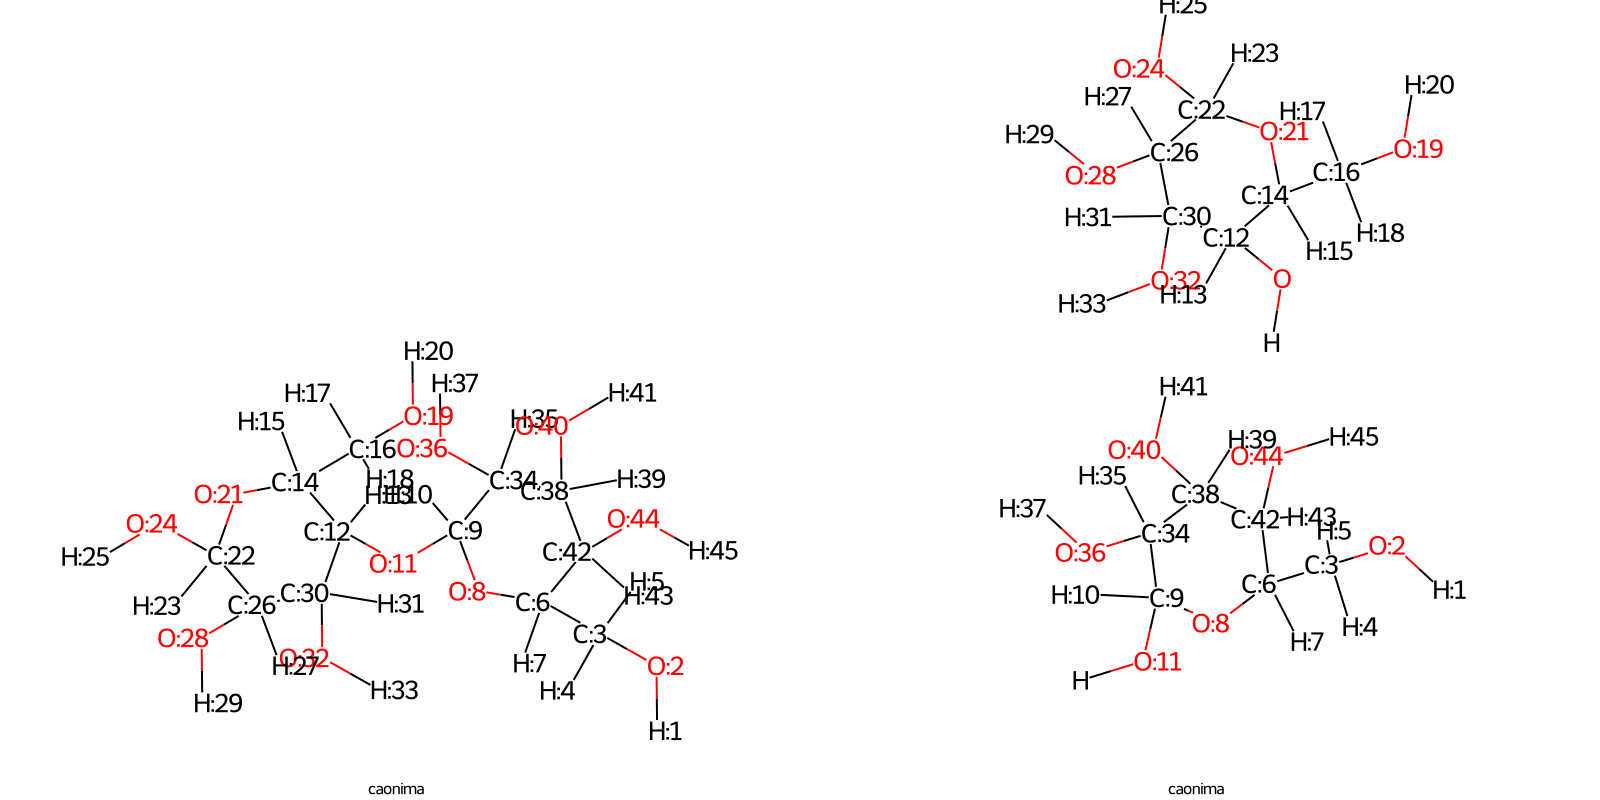 H:25
O:24 H:23
H:27 C:22 H:17 H:20
H:29 C:26 O:21 O:19
O:28 C:16
H:31 C:30 C:14
C:12 H:18
H:15
H:33 O:32 H:13 O
H
H:20
H:17 H:37 H:41
H:15 O:19 H:35 O:40
C:16 O:36
C:14 H:18 C:34 C:38 H:39
O:21 H:13 H:10
O:24 C:12 C:9 O:44
H:25 C:22 O:11 C:42 H:45
H:23 C:26 C:30 H:31 O:8 C:6 H:5 H:43
O:28 C:3
H:27 O:32 H:7 O:2
H:29 H:33 H:4
H:1
H:41
O:40 H:39 O:44 H:45
H:35 C:38
H:37 C:34 C:42 H:43 H:5
O:36 C:3 O:2
H:10 C:9 C:6 H:1
O:8 H:7 H:4
H O:11
caonima caonima